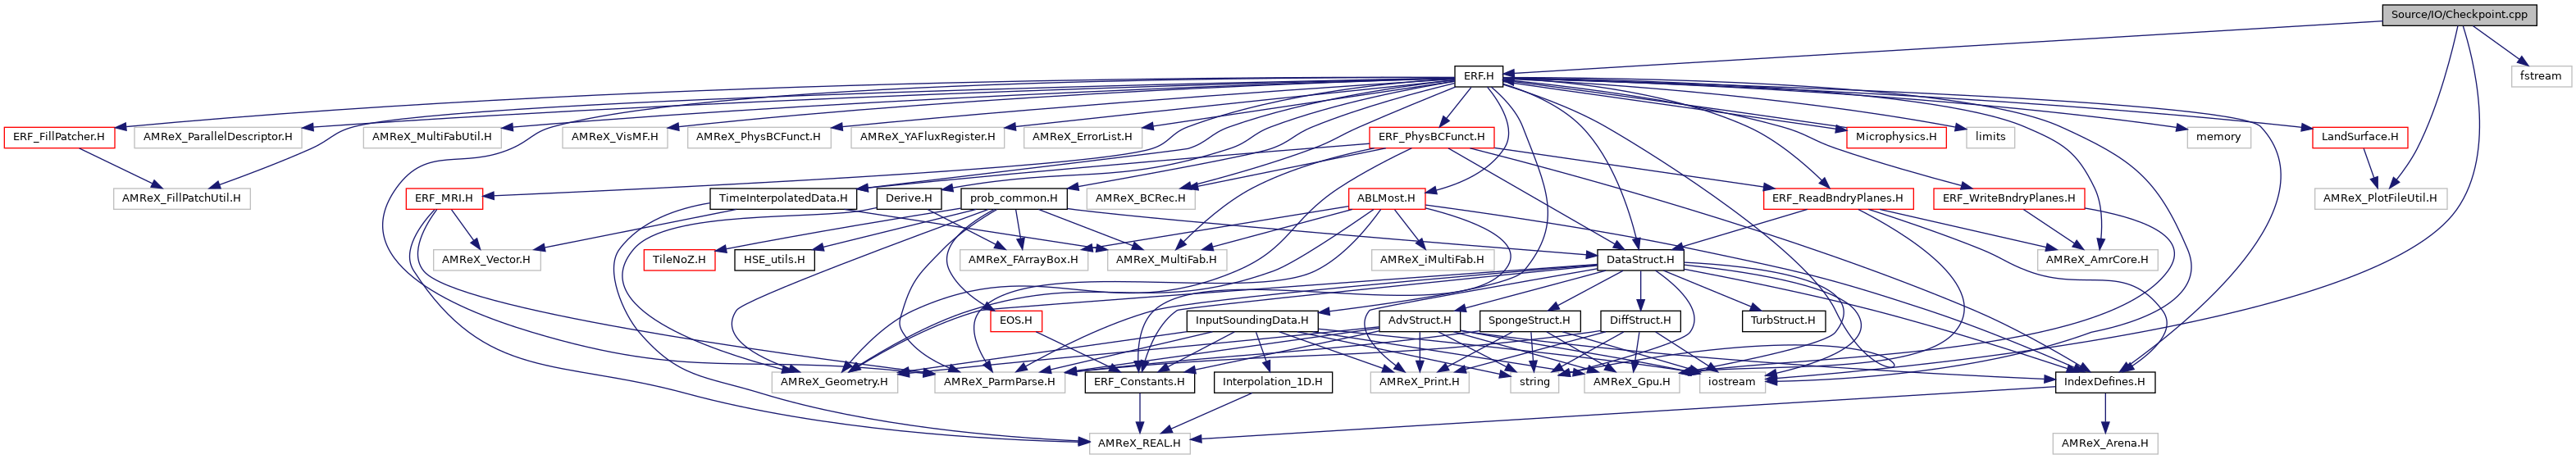 Source/IO/Checkpoint.cpp
ERF.H
fstream
ERF_FillPatcher.H
AMReX_ParallelDescriptor.H
AMReX_MultiFabUtil.H
AMReX_VisMF.H
AMReX_PhysBCFunct.H
AMReX_YAFluxRegister.H
AMReX_ErrorList.H
ERF_PhysBCFunct.H
Microphysics.H
limits
memory
LandSurface.H
AMReX_FillPatchUtil.H
ERF_MRI.H
TimeInterpolatedData.H
Derive.H
prob_common.H
AMReX_BCRec.H
ABLMost.H
ERF_ReadBndryPlanes.H
ERF_WriteBndryPlanes.H
AMReX_PlotFileUtil.H
AMReX_Vector.H
TileNoZ.H
HSE_utils.H
AMReX_FArrayBox.H
AMReX_MultiFab.H
AMReX_iMultiFab.H
DataStruct.H
AMReX_AmrCore.H
EOS.H
InputSoundingData.H
AdvStruct.H
SpongeStruct.H
DiffStruct.H
TurbStruct.H
AMReX_Geometry.H
AMReX_ParmParse.H
ERF_Constants.H
Interpolation_1D.H
AMReX_Print.H
string
AMReX_Gpu.H
iostream
IndexDefines.H
AMReX_REAL.H
AMReX_Arena.H